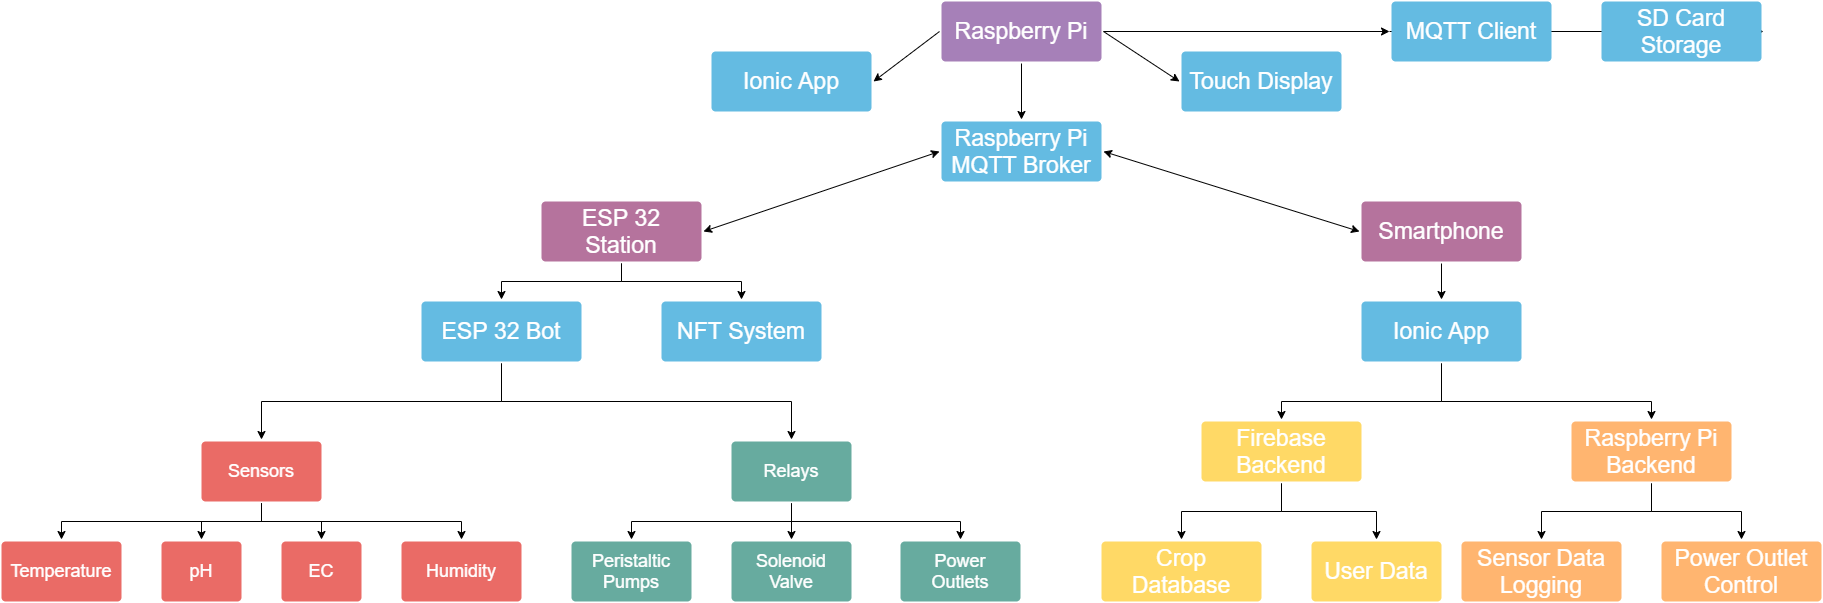 Raspberry Pi
MQTT Client
SD Card
Storage
Ionic App
Touch Display
Raspberry Pi
MQTT Broker
ESP 32
Station
Smartphone
ESP 32 Bot
NFT System
Ionic App
Sensors
Relays
Firebase
Backend
Raspberry Pi
Backend
Temperature
pH
EC
Humidity
Peristaltic
Pumps
Solenoid
Valve
Power
Outlets
Crop
Database
User Data
Sensor Data
Logging
Power Outlet
Control